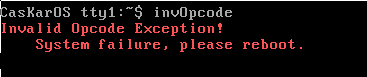 CasKarOS tty1:~$ invOpcode
Invalid Opcode Exception!
System failure, please reboot.